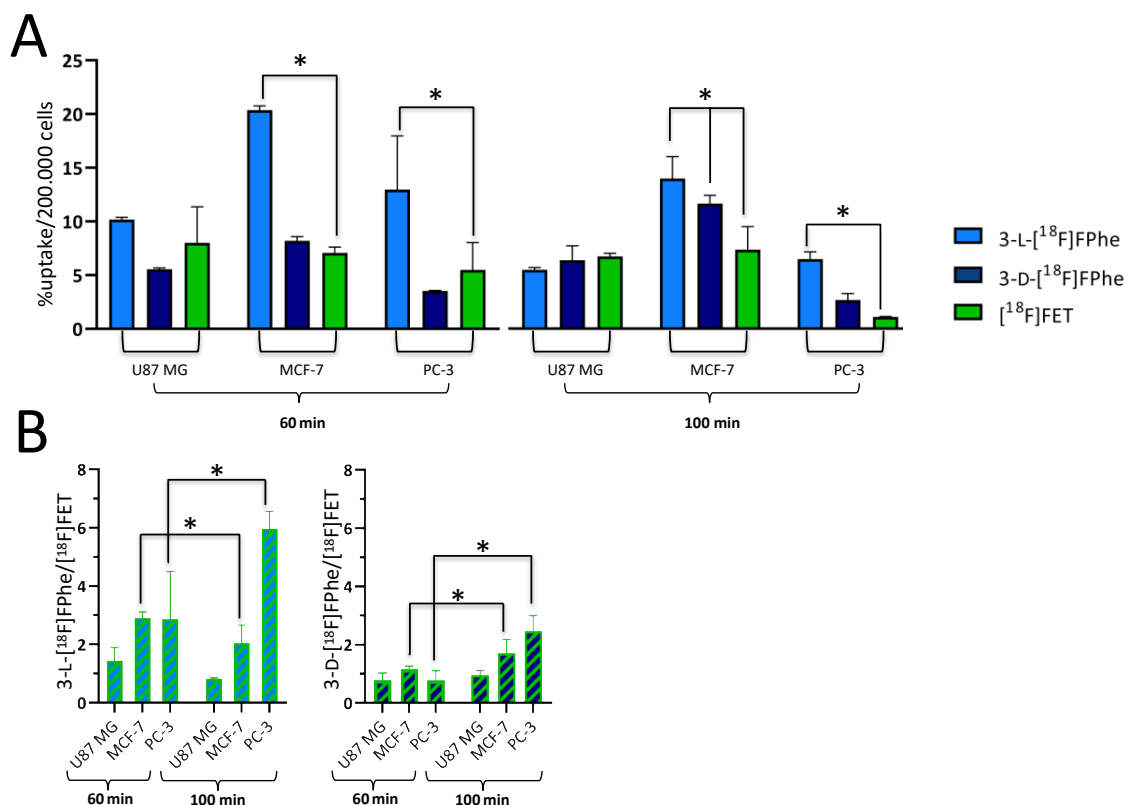 A
%uptake/200.000 cells
25
20
15
10
5
0
*
*
*
*
U87 MG
MCF-7
PC-3
U87 MG
MCF-7
PC-3
60 min
100 min
3-L-[¹⁸F]FPhe
3-D-[¹⁸F]FPhe
[¹⁸F]FET
B
3-L-[¹⁸F]FPhe/[¹⁸F]FET
8
6
4
2
0
*
*
U87 MG
MCF-7
PC-3
U87 MG
MCF-7
PC-3
60 min
100 min
3-D-[¹⁸F]FPhe/[¹⁸F]FET
8
6
4
2
0
*
*
U87 MG
MCF-7
PC-3
U87 MG
MCF-7
PC-3
60 min
100 min